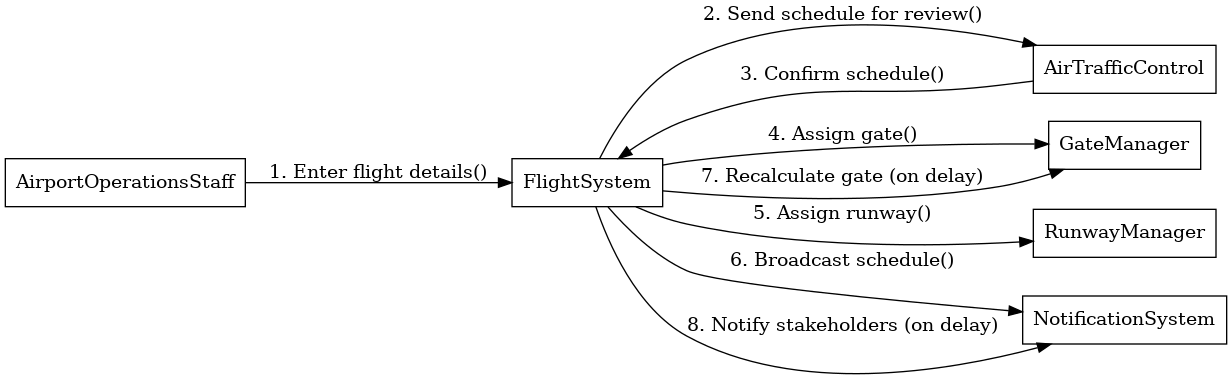 2. Send schedule for review()
AirTrafficControl
3. Confirm schedule()
4. Assign gate()
GateManager
AirportOperationsStaff
1. Enter flight details()
FlightSystem
7. Recalculate gate (on delay)
5. Assign runway()
RunwayManager
6. Broadcast schedule()
NotificationSystem
8. Notify stakeholders (on delay)